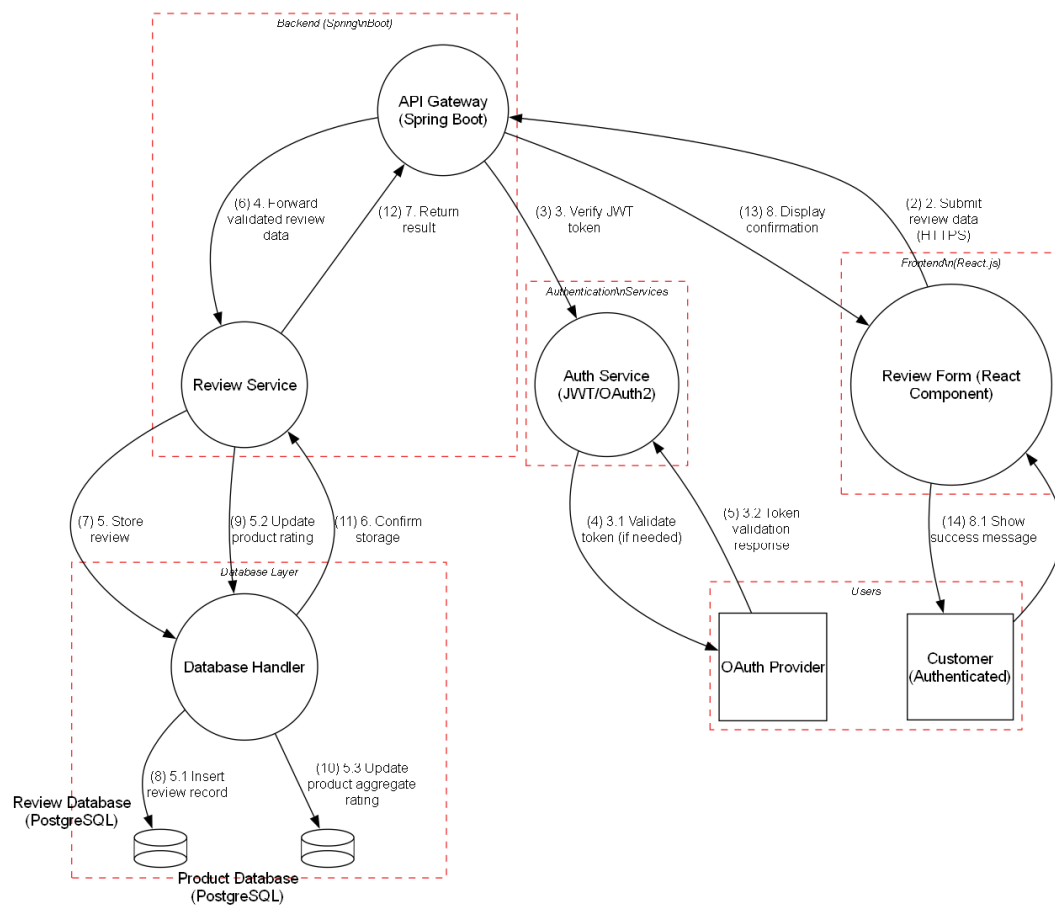 Backend (Spring\nBoot)
API Gateway
(Spring Boot)
(6) 4. Forward
validated review
data
(12) 7. Return
result
(3) 3. Verify JWT
token
(13) 8. Display
confirmation
(2) 2. Submit
review data
(HTTPS)
Frontend\n(React.js)
Authentication\nServices
Review Service
Auth Service
(JWT/OAuth2)
Review Form (React
Component)
(7) 5. Store
review
(9) 5.2 Update
product rating
(11) 6. Confirm
storage
(4) 3.1 Validate
token (if needed)
(5) 3.2 Token
validation
response
(14) 8.1 Show
success message
Database Layer
Users
Database Handler
OAuth Provider
Customer
(Authenticated)
(8) 5.1 Insert
review record
(10) 5.3 Update
product aggregate
rating
Review Database
(PostgreSQL)
Product Database
(PostgreSQL)